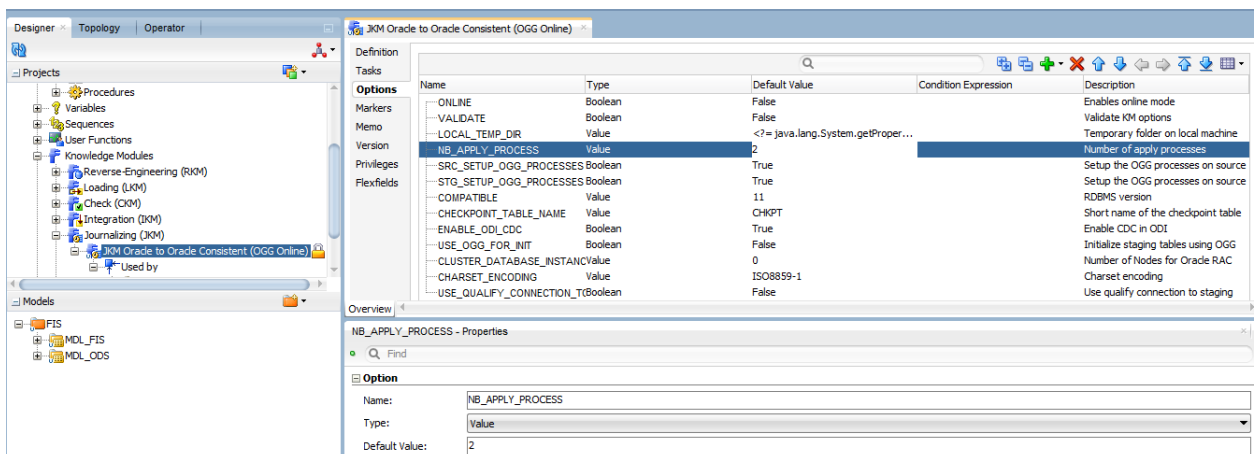 Designer Topology Operator
Projects
Procedures
Variables
Sequences
User Functions
Knowledge Modules
Reverse-Engineering (RKM)
Loading (LKM)
Check (CKM)
Integration (IKM)
Journalizing (JKM)
JKM Oracle to Oracle Consistent (OGG Online)
Used by
Models
FIS
MDL_FIS
MDL_ODS
JKM Oracle to Oracle Consistent (OGG Online)
Definition
Tasks
Options
Markers
Memo
Version
Privileges
Flexfields
Name Type Default Value Condition Expression Description
ONLINE Boolean False Enables online mode
VALIDATE Boolean False Validate KM options
LOCAL_TEMP_DIR Value <?= java.lang.System.getProper... Temporary folder on local machine
NB_APPLY_PROCESS Value 2 Number of apply processes
SRC_SETUP_OGG_PROCESSES Boolean True Setup the OGG processes on source
STG_SETUP_OGG_PROCESSES Boolean True Setup the OGG processes on source
COMPATIBLE Value 11 RDBMS version
CHECKPOINT_TABLE_NAME Value CHKPT Short name of the checkpoint table
ENABLE_ODI_CDC Boolean True Enable CDC in ODI
USE_OGG_FOR_INIT Boolean False Initialize staging tables using OGG
CLUSTER_DATABASE_INSTANC Value 0 Number of Nodes for Oracle RAC
CHARSET_ENCODING Value ISO8859-1 Charset encoding
USE_QUALIFY_CONNECTION_T( Boolean False Use qualify connection to staging
Overview
NB_APPLY_PROCESS - Properties
Find
Option
Name: NB_APPLY_PROCESS
Type: Value
Default Value: 2